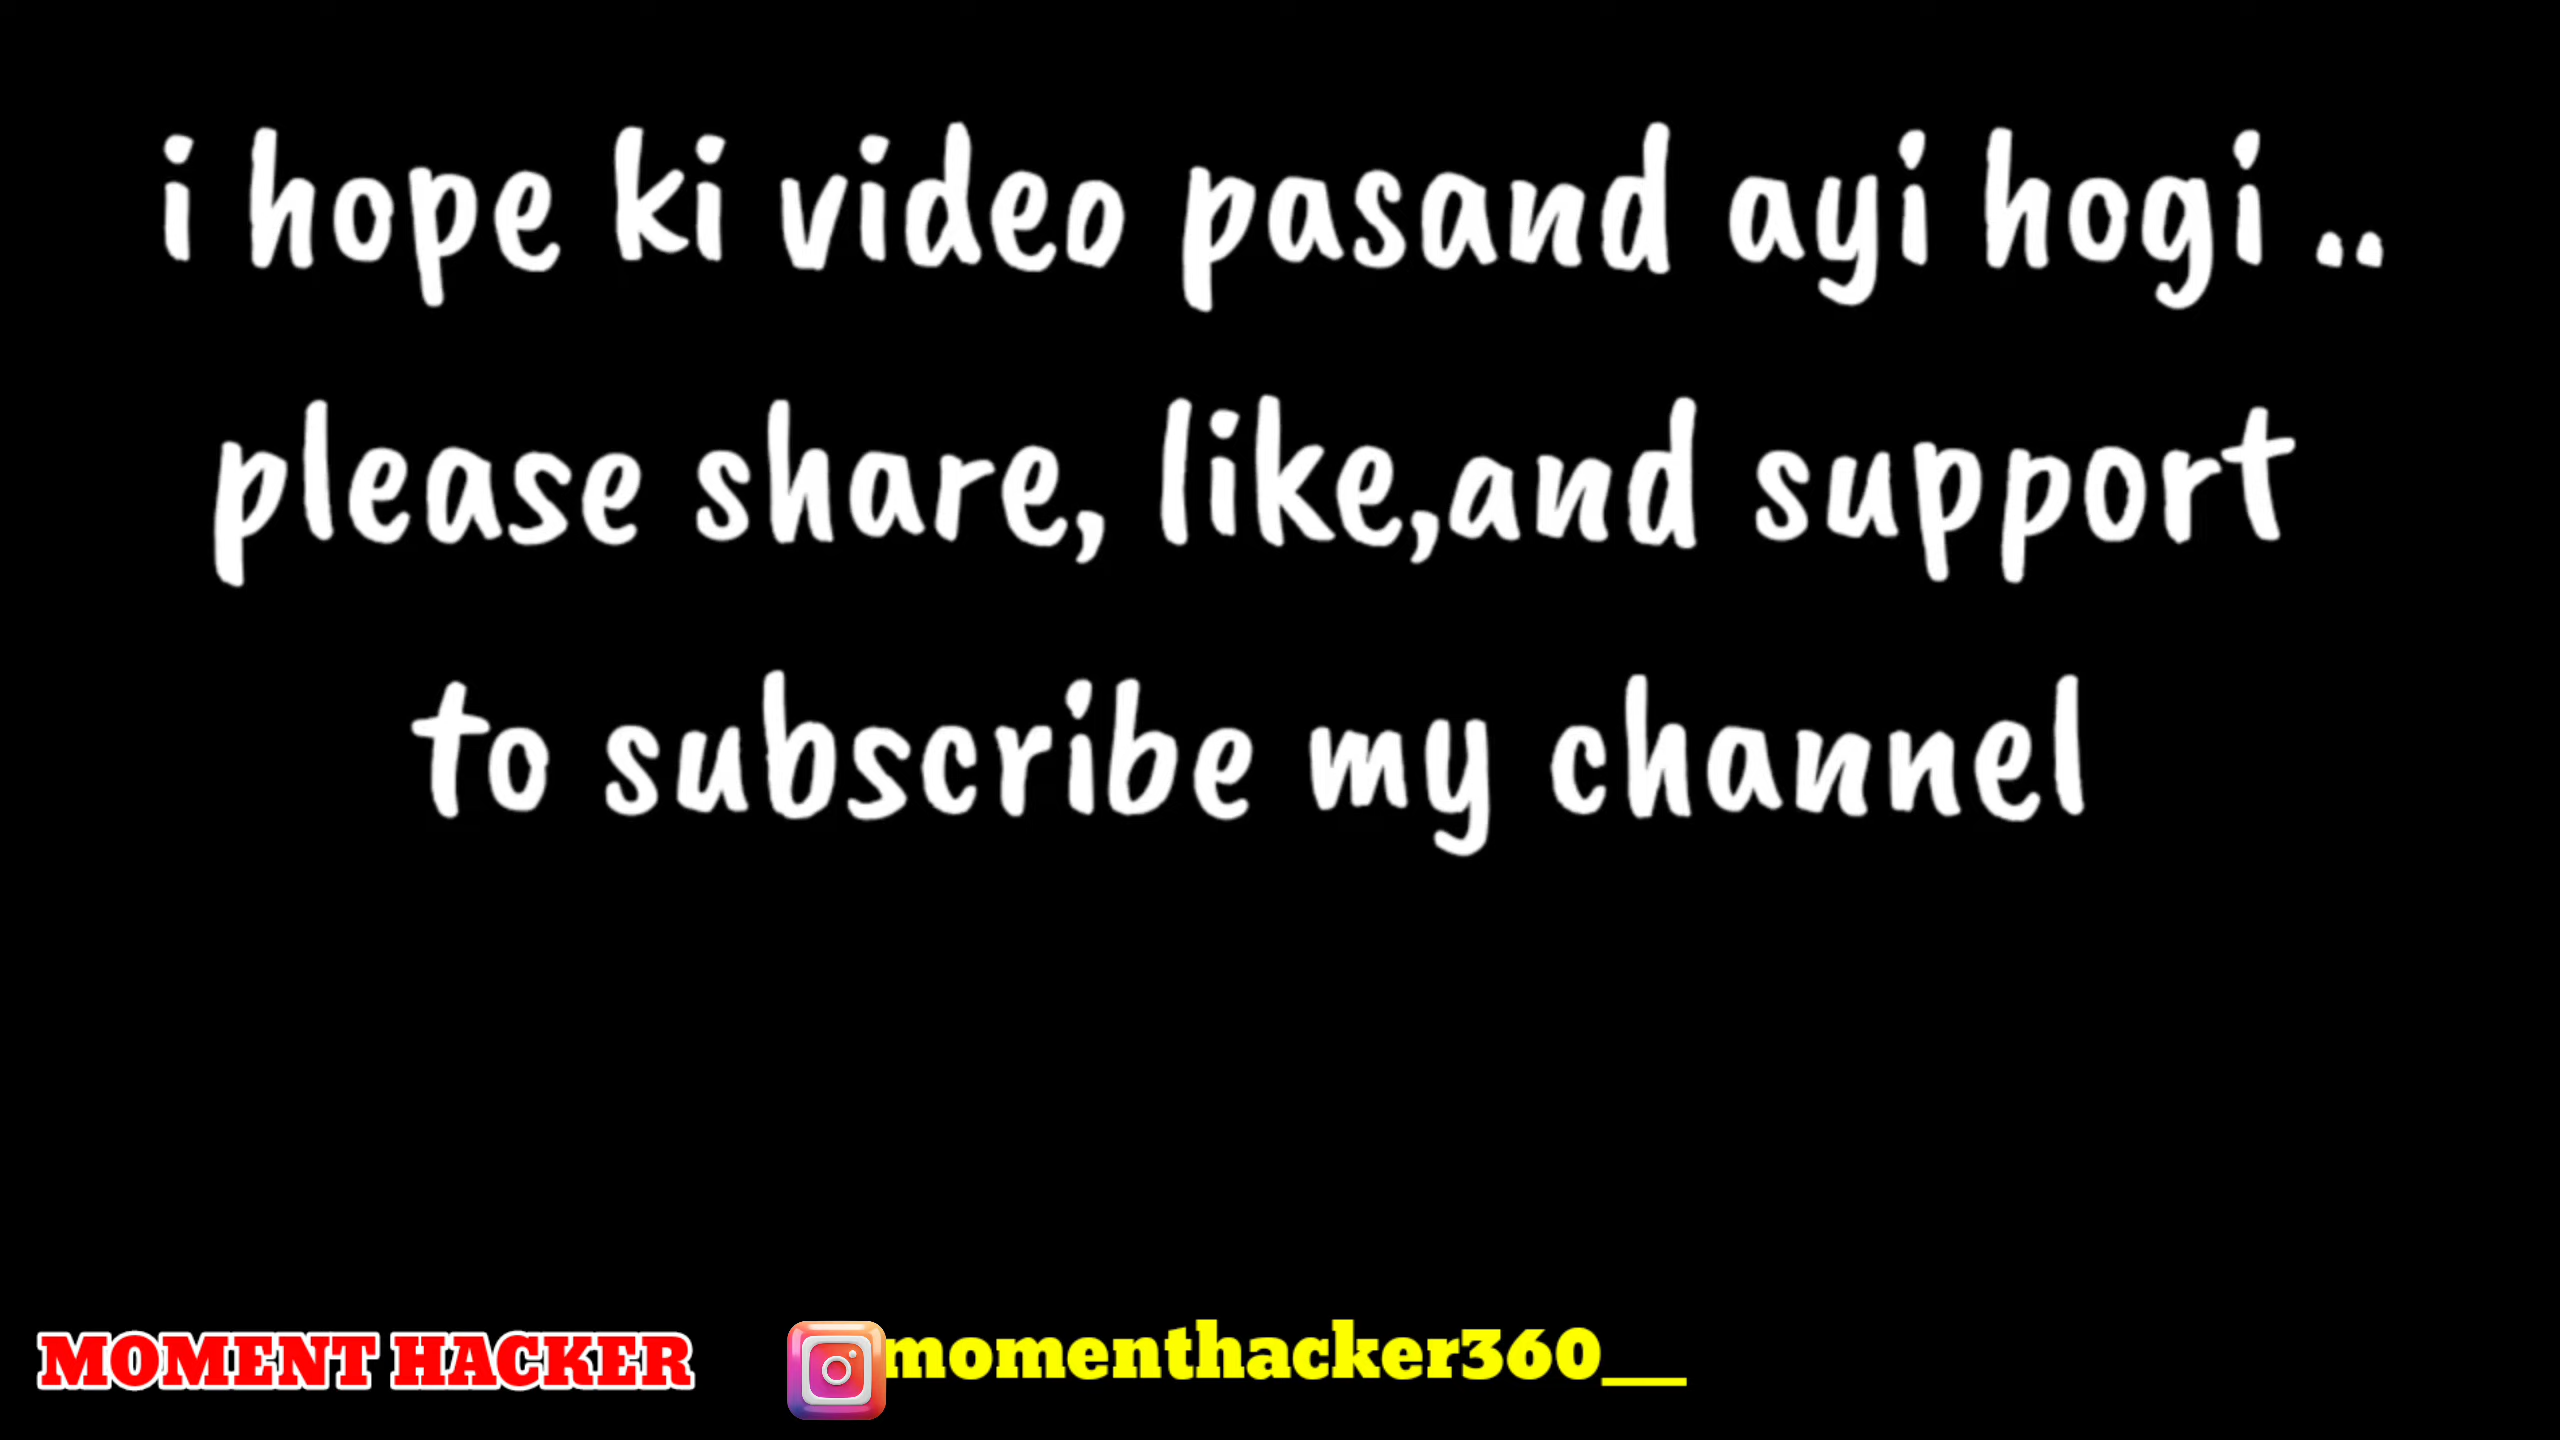 i hope ki video pasand ayi hogi ..
please share, like,and support
to subscribe my channel
MOMENT HACKER
momenthacker360__